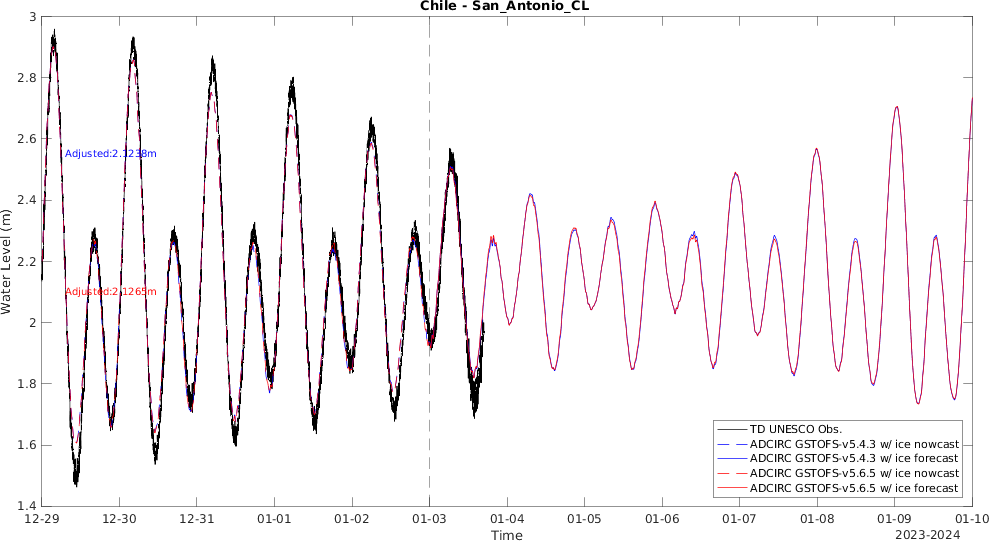 Chile - San_Antonio_CL
3
2.8
2.6
2.4
2.2
2
1.8
1.6
1.4
Water Level (m)
Adjusted:2.1238m
Adjusted:2.1265m
TD UNESCO Obs.
ADCIRC GSTOFS-v5.4.3 w/ ice nowcast
ADCIRC GSTOFS-v5.4.3 w/ ice forecast
ADCIRC GSTOFS-v5.6.5 w/ ice nowcast
ADCIRC GSTOFS-v5.6.5 w/ ice forecast
12-29 12-30 12-31 01-01 01-02 01-03 01-04 01-05 01-06 01-07 01-08 01-09 01-10
Time
2023-2024